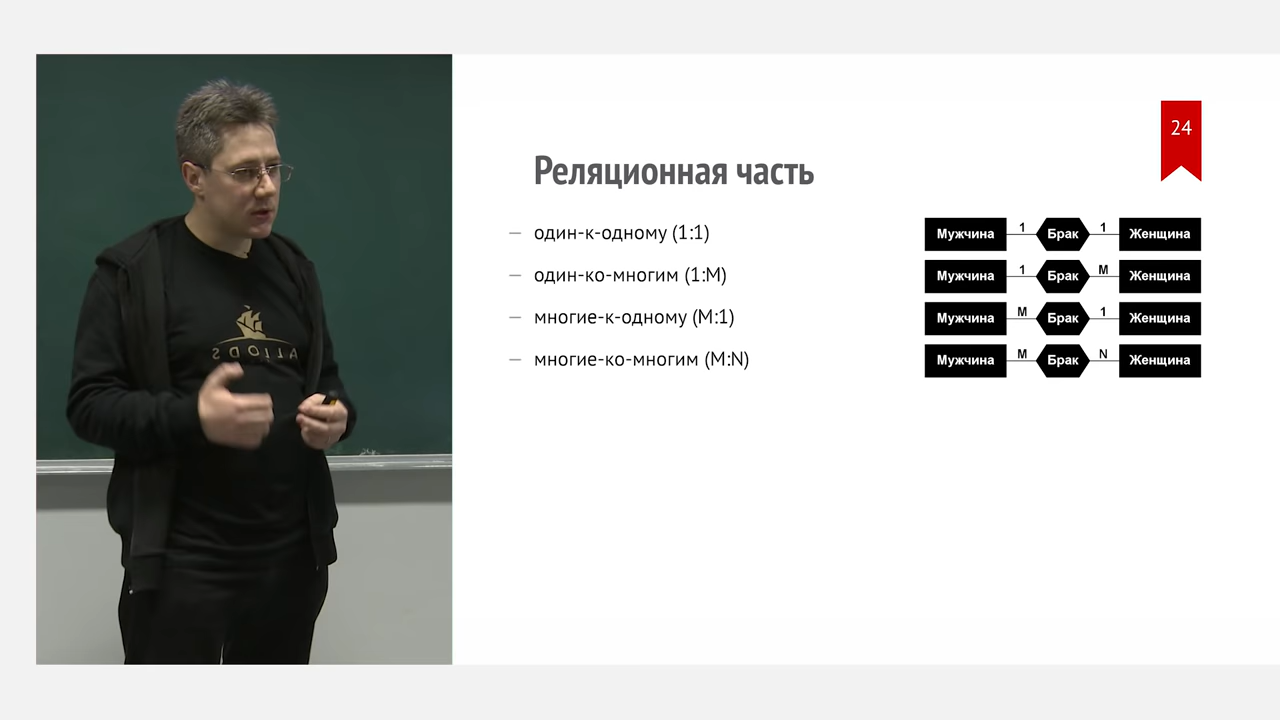 24
Реляционная часть
— один-к-одному (1:1)
— один-ко-многим (1:M)
— многие-к-одному (M:1)
— многие-ко-многим (M:N)
Мужчина 1 Брак 1 Женщина
Мужчина 1 Брак M Женщина
Мужчина M Брак 1 Женщина
Мужчина M Брак N Женщина
ALLODS